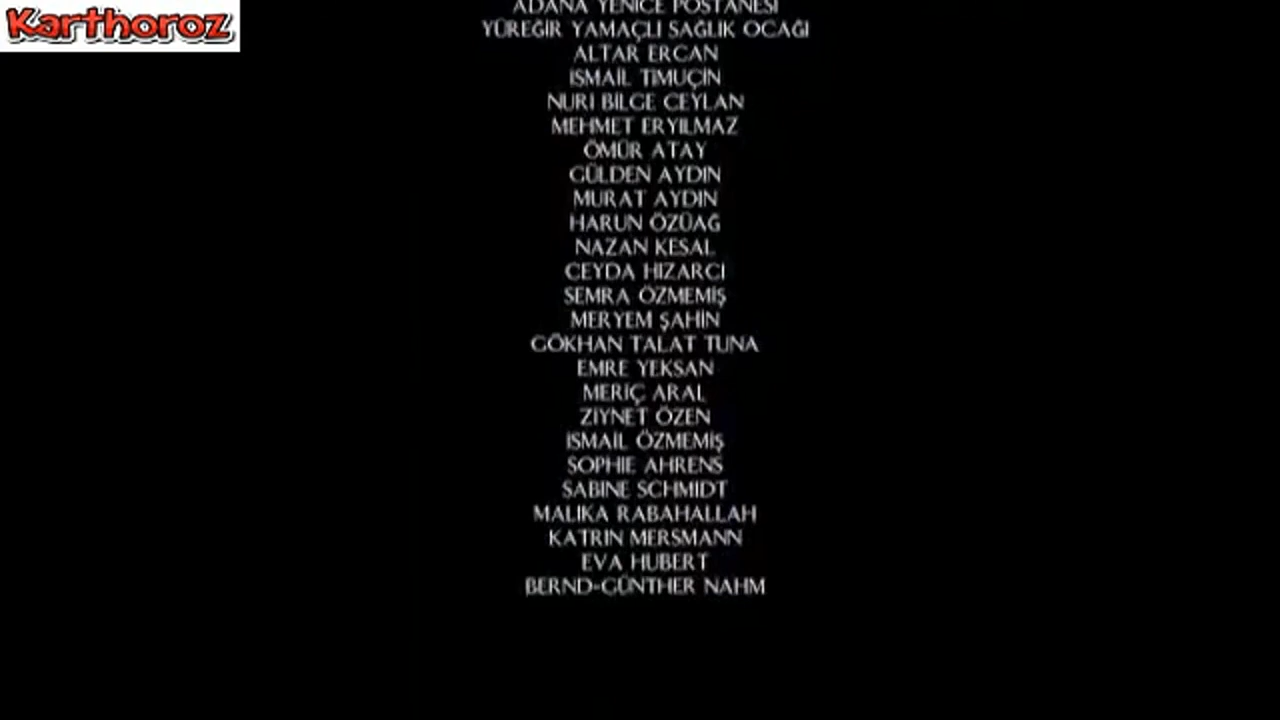 Karthoroz
ADANA YENİCE POSTANESİ
YÜREĞİR YAMAÇLI SAĞLIK OCAĞI
ALTAR ERCAN
İSMAİL TİMUÇİN
NURİ BİLGE CEYLAN
MEHMET ERYILMAZ
ÖMÜR ATAY
GÜLDEN AYDIN
MURAT AYDIN
HARUN ÖZÜAĞ
NAZAN KESAL
CEYDA HIZARCI
SEMRA ÖZMEMİŞ
MERYEM ŞAHİN
GÖKHAN TALAT TUNA
EMRE YEKSAN
MERİÇ ARAL
ZİYNET ÖZEN
İSMAİL ÖZMEMİŞ
SOPHIE AHRENS
SABINE SCHMIDT
MALIKA RABAHALLAH
KATRIN MERSMANN
EVA HUBERT
BERND-GÜNTHER NAHM